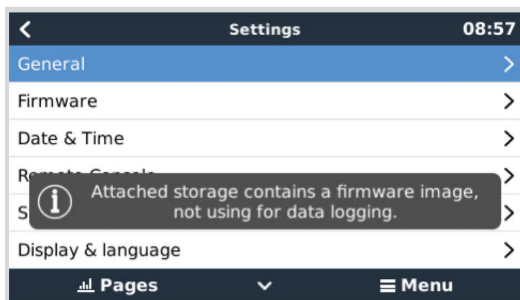 Settings 08:57
General
Firmware
Date & Time
Attached storage contains a firmware image,
not using for data logging.
Display & language
Pages Menu